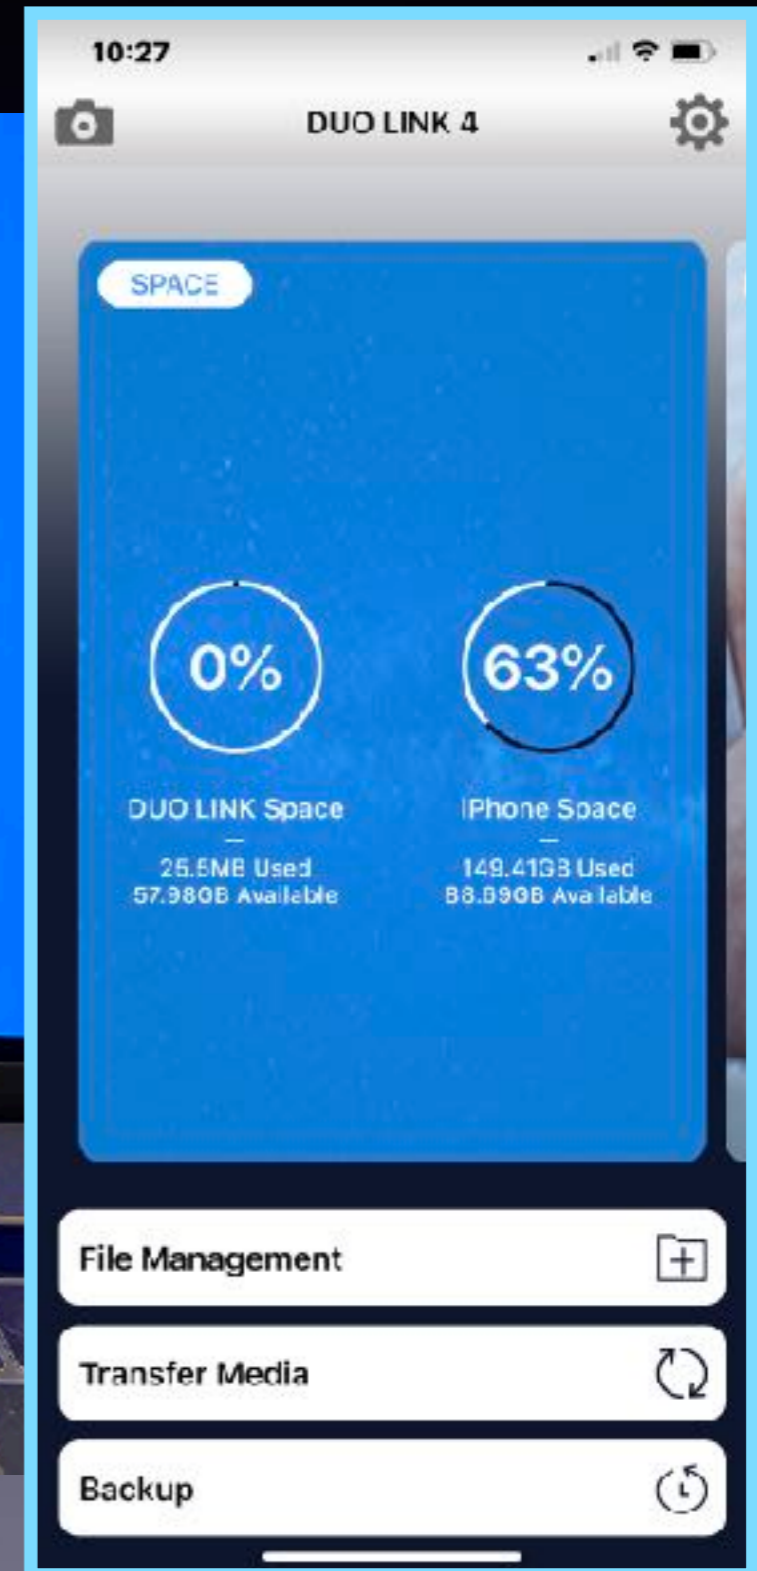 10:27
DUO LINK 4
SPACE
0%
63%
DUO LINK Space
iPhone Space
25.5MB Used
149.41GB Used
57.98GB Available
88.59GB Available
File Management
Transfer Media
Backup